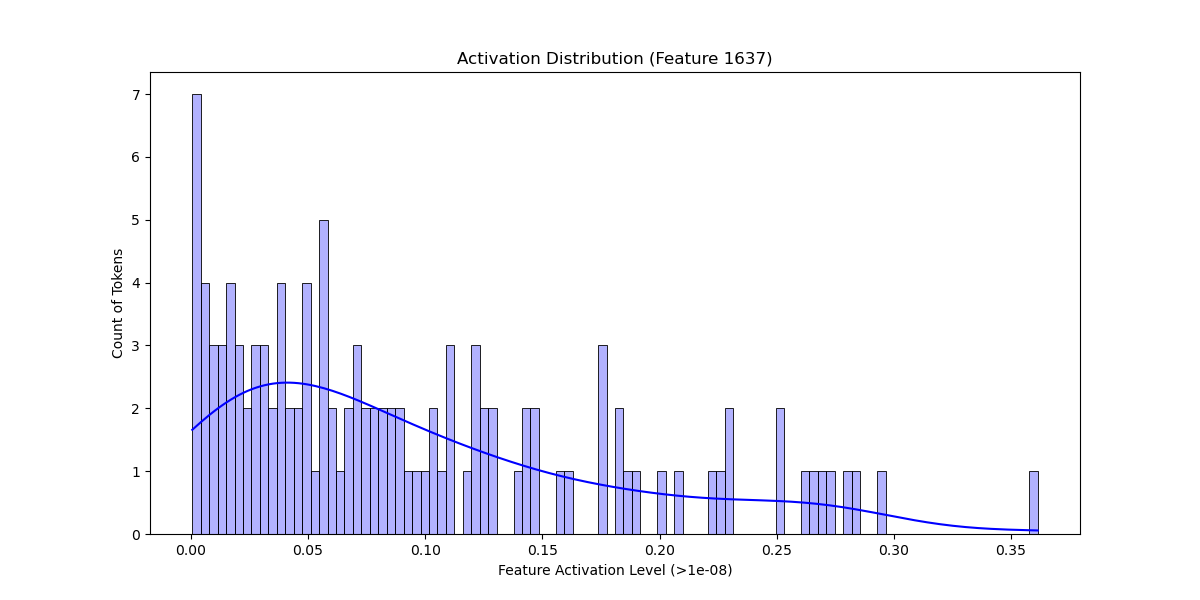 Activation Distribution (Feature 1637)
Count of Tokens
7
6
5
4
3
2
1
0
0.00 0.05 0.10 0.15 0.20 0.25 0.30 0.35
Feature Activation Level (>1e-08)